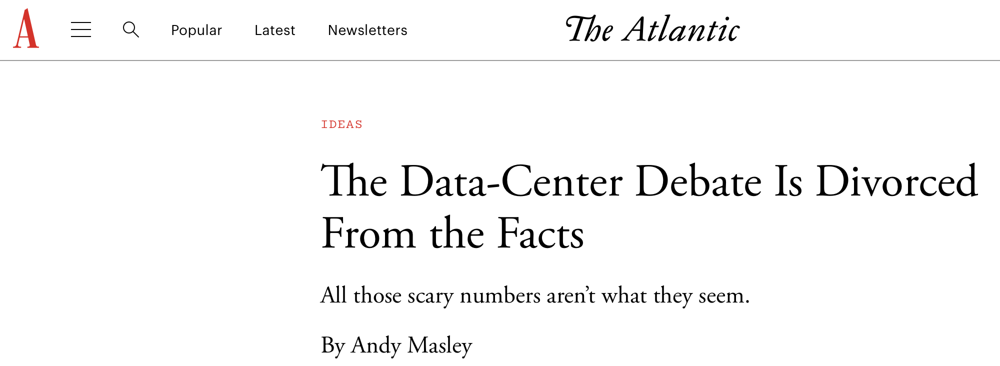 A
Popular
Latest
Newsletters
The Atlantic
IDEAS
The Data-Center Debate Is Divorced
From the Facts
All those scary numbers aren’t what they seem.
By Andy Masley